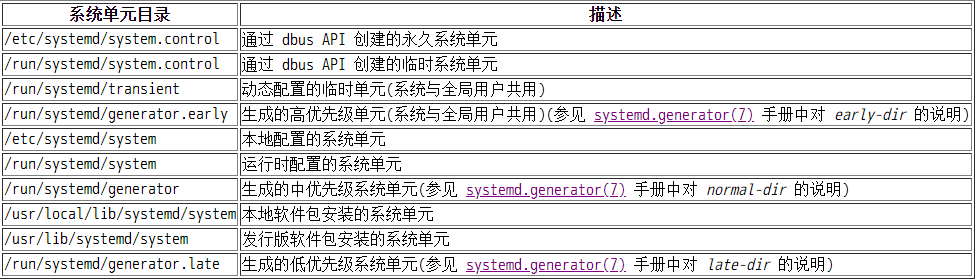 系统单元目录 描述
/etc/systemd/system.control 通过 dbus API 创建的永久系统单元
/run/systemd/system.control 通过 dbus API 创建的临时系统单元
/run/systemd/transient 动态配置的临时单元(系统与全局用户共用)
/run/systemd/generator.early 生成的高优先级单元(系统与全局用户共用)(参见 systemd.generator(7) 手册中对 early-dir 的说明)
/etc/systemd/system 本地配置的系统单元
/run/systemd/system 运行时配置的系统单元
/run/systemd/generator 生成的中优先级系统单元(参见 systemd.generator(7) 手册中对 normal-dir 的说明)
/usr/local/lib/systemd/system 本地软件包安装的系统单元
/usr/lib/systemd/system 发行版软件包安装的系统单元
/run/systemd/generator.late 生成的低优先级系统单元(参见 systemd.generator(7) 手册中对 late-dir 的说明)